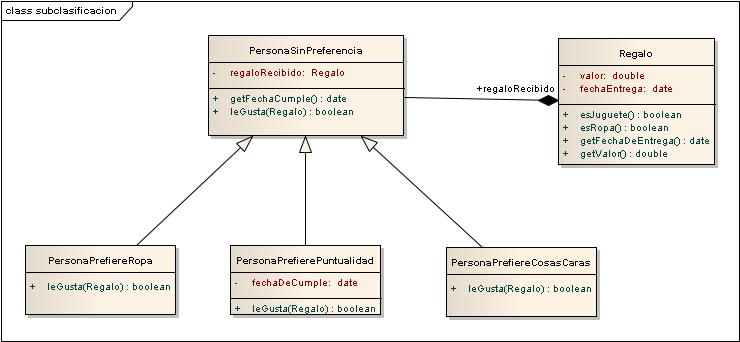 class subclasificacion
PersonaSinPreferencia
- regaloRecibido: Regalo
+ getFechaCumple() : date
+ leGusta(Regalo) : boolean
+regaloRecibido
Regalo
- valor: double
- fechaEntrega: date
+ esJuguete() : boolean
+ esRopa() : boolean
+ getFechaDeEntrega() : date
+ getValor() : double
PersonaPrefiereRopa
+ leGusta(Regalo) : boolean
PersonaPrefierePuntualidad
- fechaDeCumple: date
+ leGusta(Regalo) : boolean
PersonaPrefiereCosasCaras
+ leGusta(Regalo) : boolean